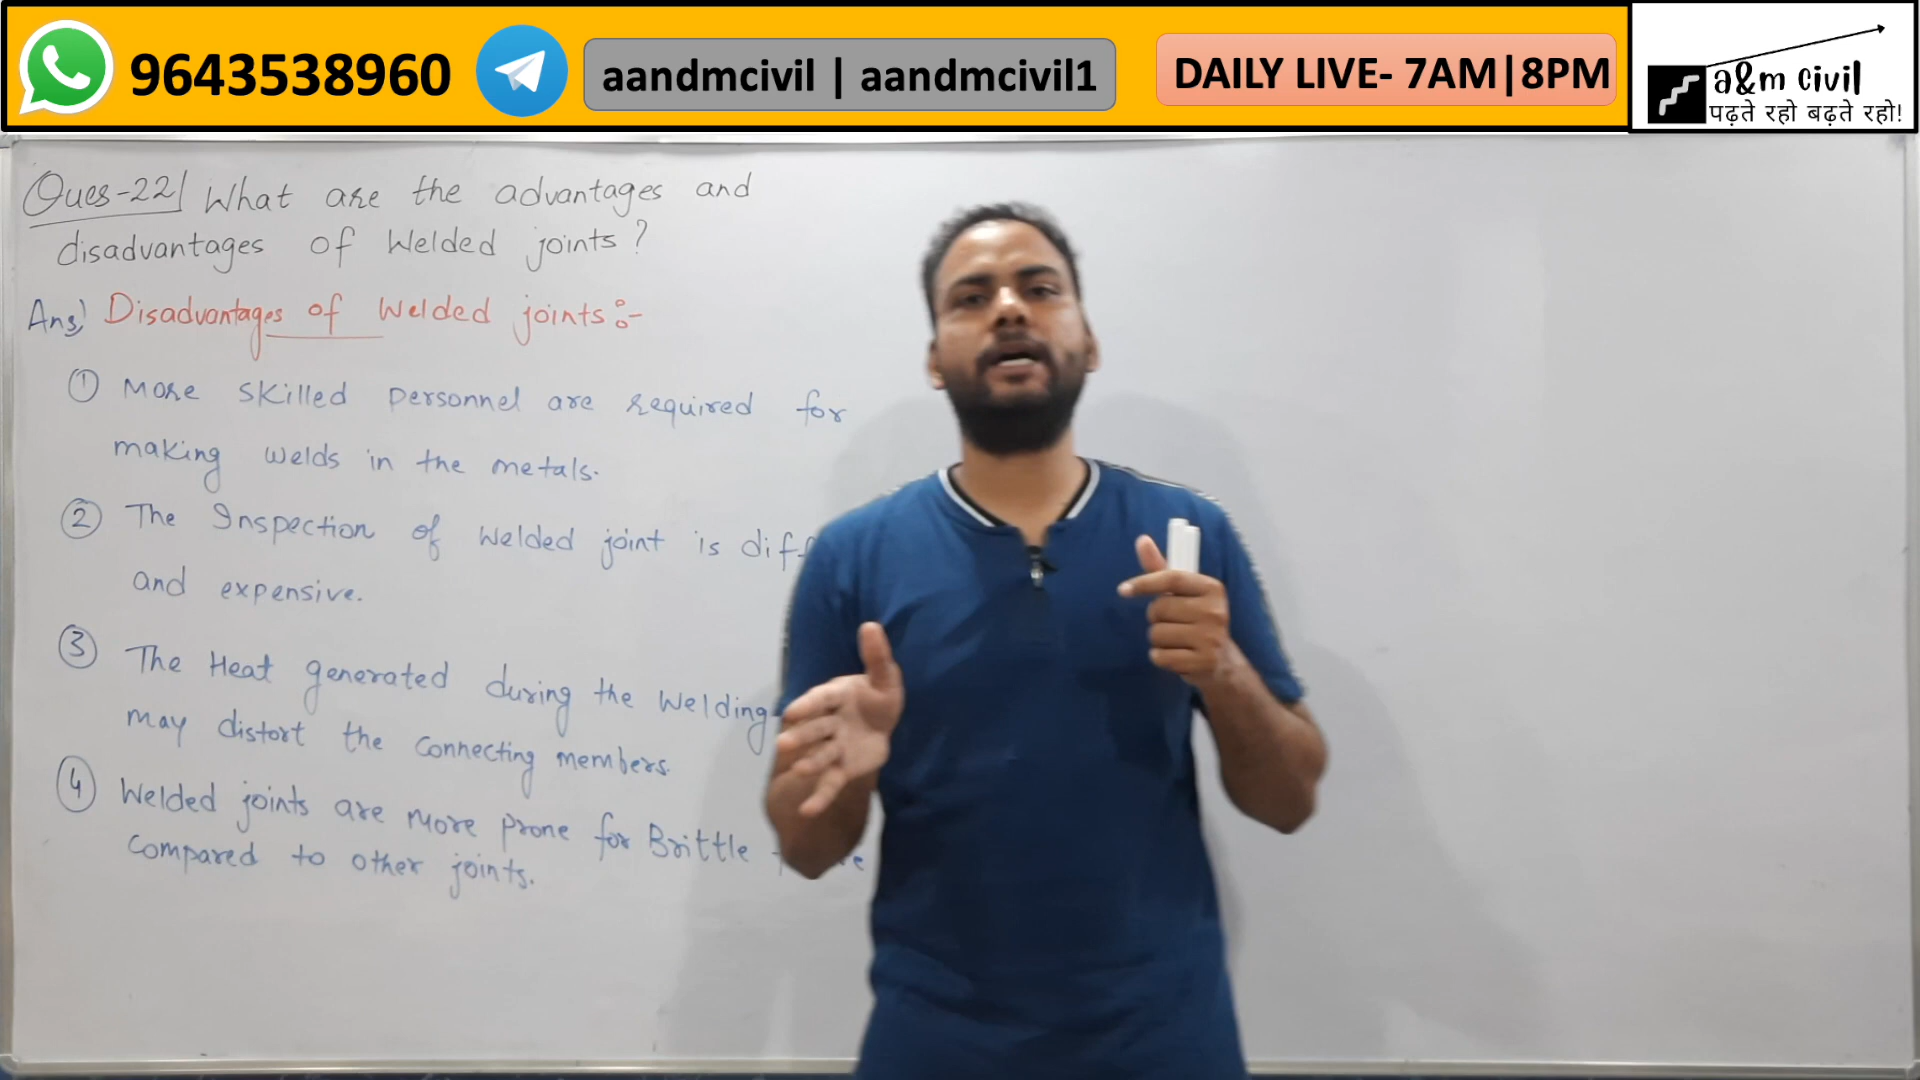 9643538960
aandmcivil | aandmcivil1
DAILY LIVE- 7AM|8PM
a&m civil
पढ़ते रहो बढ़ते रहो!
Ques-22| What are the advantages and
disadvantages of Welded joints?
Ans) Disadvantages of Welded joints:-
① More skilled personnel are required for
making welds in the metals.
② The Inspection of Welded joint is
and expensive.
③ The Heat generated during the Welding
may distort the connecting members.
④ Welded joints are more prone for Brittle
compared to other joints.